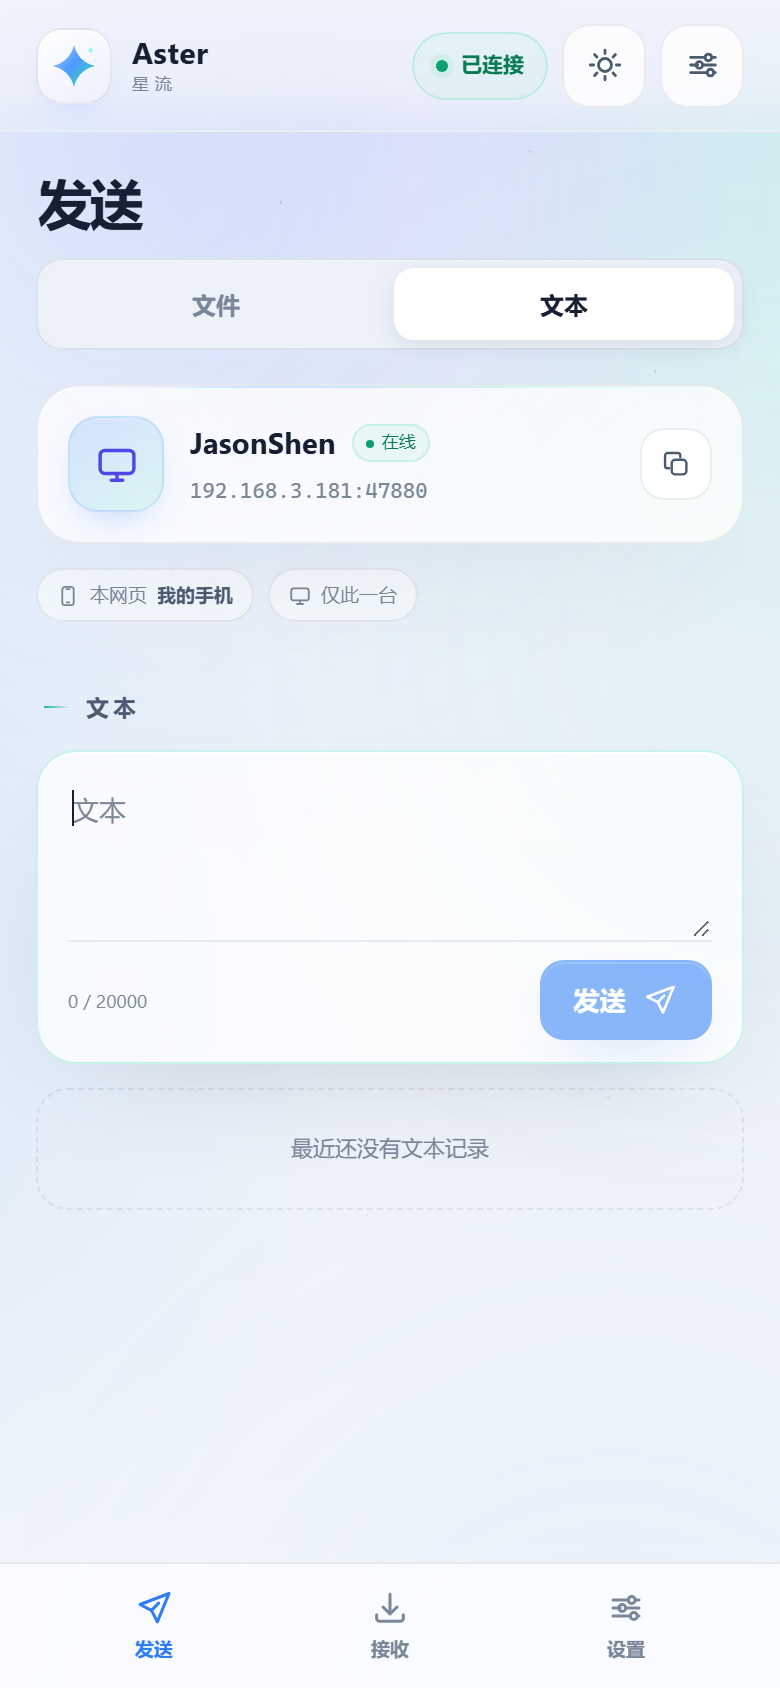 Aster
星流
已连接
发送
文件
文本
JasonShen
在线
192.168.3.181:47880
本网页 我的手机
仅此一台
文本
文本
0 / 20000
发送
最近还没有文本记录
发送
接收
设置